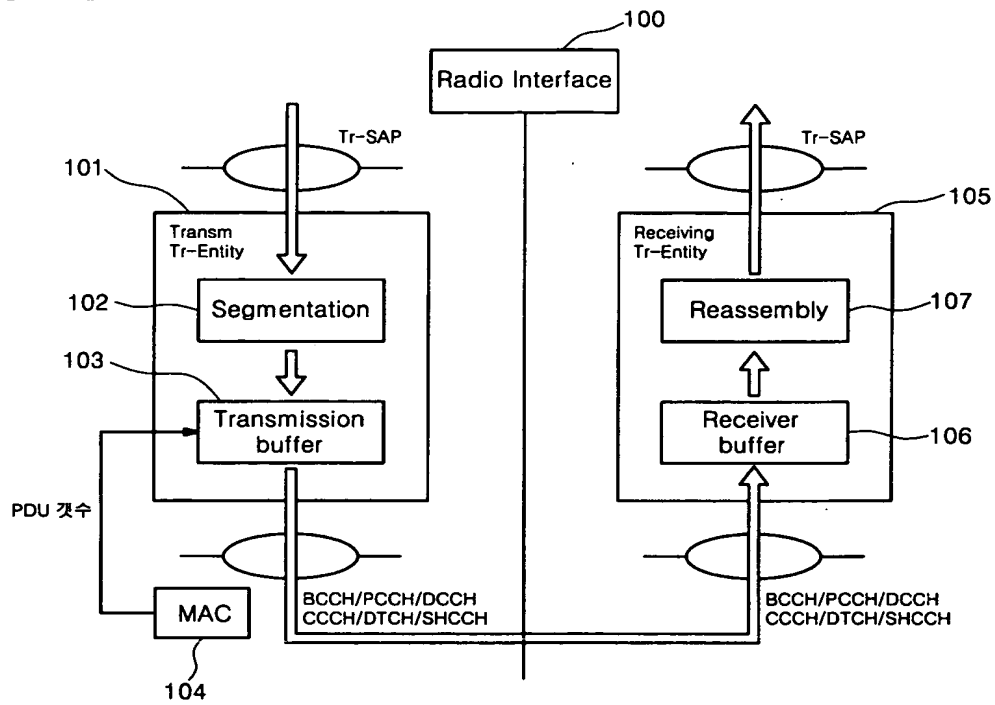 100
Radio Interface
Tr-SAP
Tr-SAP
101
105
Transm
Tr-Entity
Receiving
Tr-Entity
102
Segmentation
Reassembly
107
103
Transmission
buffer
Receiver
buffer
106
PDU 갯수
MAC
104
BCCH/PCCH/DCCH
CCCH/DTCH/SHCCH
BCCH/PCCH/DCCH
CCCH/DTCH/SHCCH